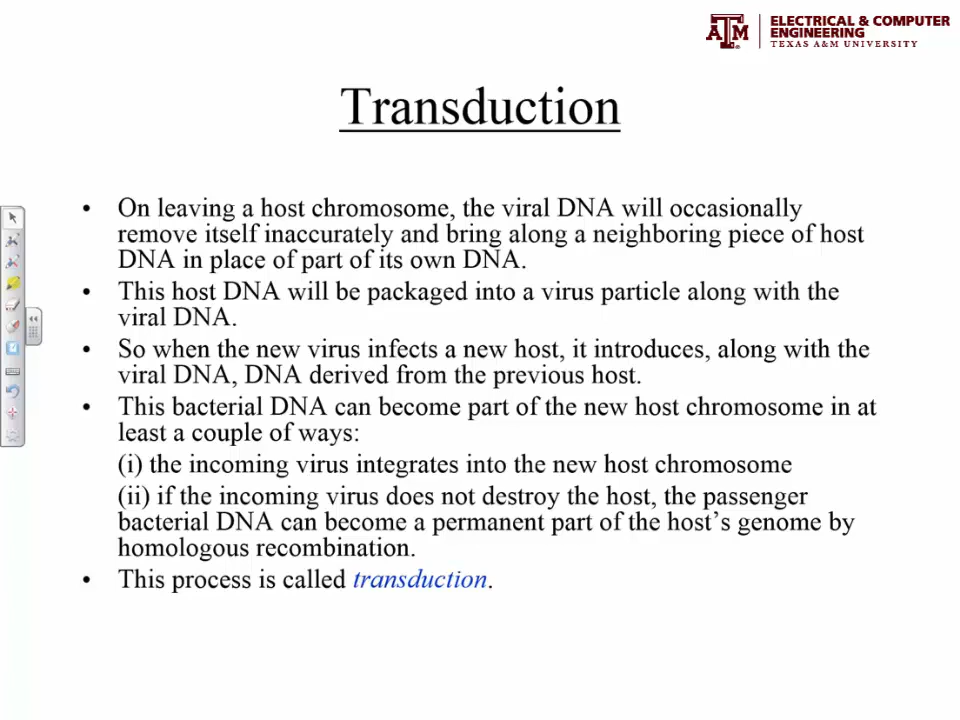 ELECTRICAL & COMPUTER
ENGINEERING
TEXAS A&M UNIVERSITY
Transduction
• On leaving a host chromosome, the viral DNA will occasionally
remove itself inaccurately and bring along a neighboring piece of host
DNA in place of part of its own DNA.
• This host DNA will be packaged into a virus particle along with the
viral DNA.
• So when the new virus infects a new host, it introduces, along with the
viral DNA, DNA derived from the previous host.
• This bacterial DNA can become part of the new host chromosome in at
least a couple of ways:
(i) the incoming virus integrates into the new host chromosome
(ii) if the incoming virus does not destroy the host, the passenger
bacterial DNA can become a permanent part of the host's genome by
homologous recombination.
• This process is called transduction.